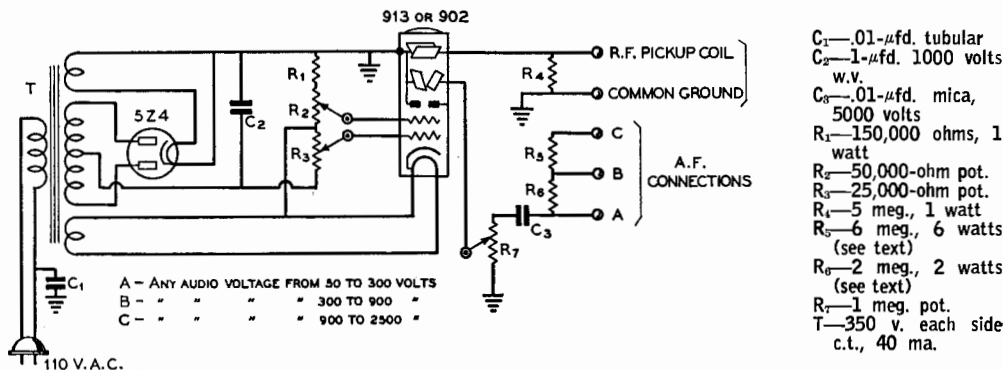 913 OR 902
R.F. PICKUP COIL
COMMON GROUND
T
5Z4
C₂
R₁
R₂
R₃
R₄
C
R₅
B
R₆
A
A.F.
CONNECTIONS
C₃
R₇
C₁
110 V.A.C.
A – ANY AUDIO VOLTAGE FROM 50 TO 300 VOLTS
B – " " " " 300 TO 900 "
C – " " " " 900 TO 2500 "
C₁—.01-μfd. tubular
C₂—1-μfd. 1000 volts
w.v.
C₃—.01-μfd. mica,
5000 volts
R₁—150,000 ohms, 1
watt
R₂—50,000-ohm pot.
R₃—25,000-ohm pot.
R₄—5 meg., 1 watt
R₅—6 meg., 6 watts
(see text)
R₆—2 meg., 2 watts
(see text)
R₇—1 meg. pot.
T—350 v. each side
c.t., 40 ma.